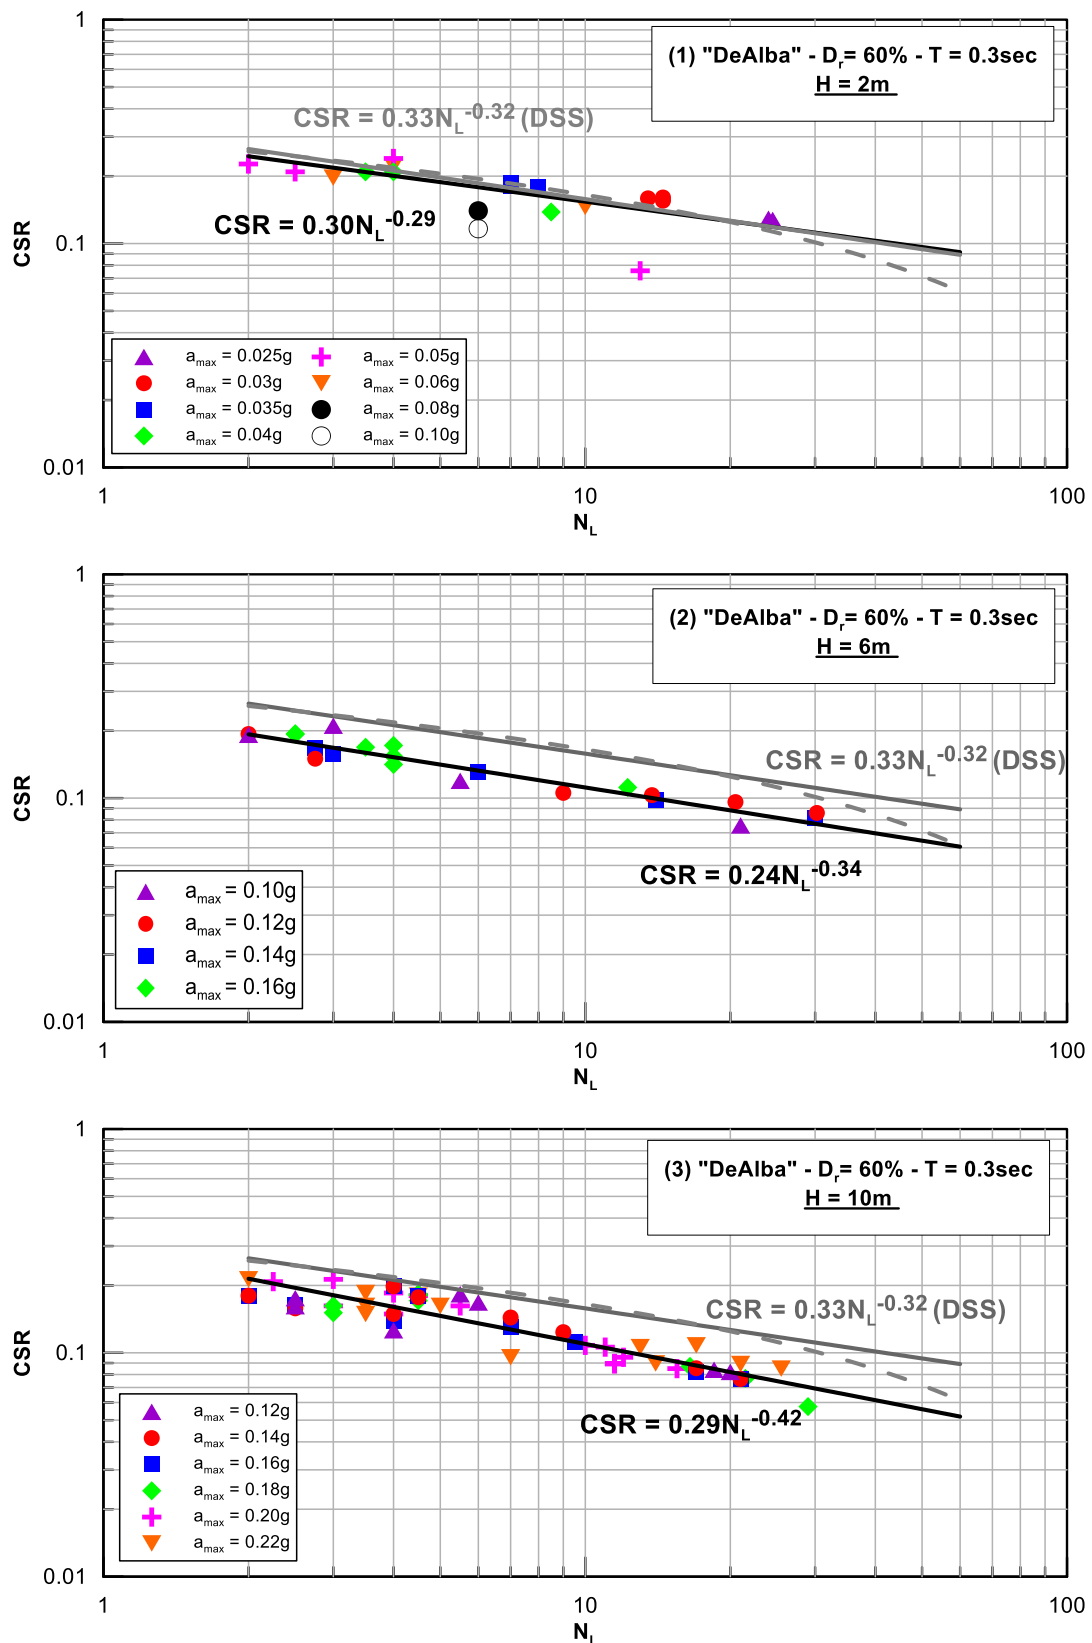 1
(1) "DeAlba" - Dr= 60% - T = 0.3sec
H = 2m
CSR = 0.33NL-0.32 (DSS)
CSR = 0.30NL-0.29
CSR
0.1
amax = 0.025g
amax = 0.05g
amax = 0.03g
amax = 0.06g
amax = 0.035g
amax = 0.08g
amax = 0.04g
amax = 0.10g
0.01
1
10
100
NL
1
(2) "DeAlba" - Dr= 60% - T = 0.3sec
H = 6m
CSR = 0.33NL-0.32 (DSS)
CSR
0.1
CSR = 0.24NL-0.34
amax = 0.10g
amax = 0.12g
amax = 0.14g
amax = 0.16g
0.01
1
10
100
NL
1
(3) "DeAlba" - Dr= 60% - T = 0.3sec
H = 10m
CSR = 0.33NL-0.32 (DSS)
CSR
0.1
CSR = 0.29NL-0.42
amax = 0.12g
amax = 0.14g
amax = 0.16g
amax = 0.18g
amax = 0.20g
amax = 0.22g
0.01
1
10
100
NL